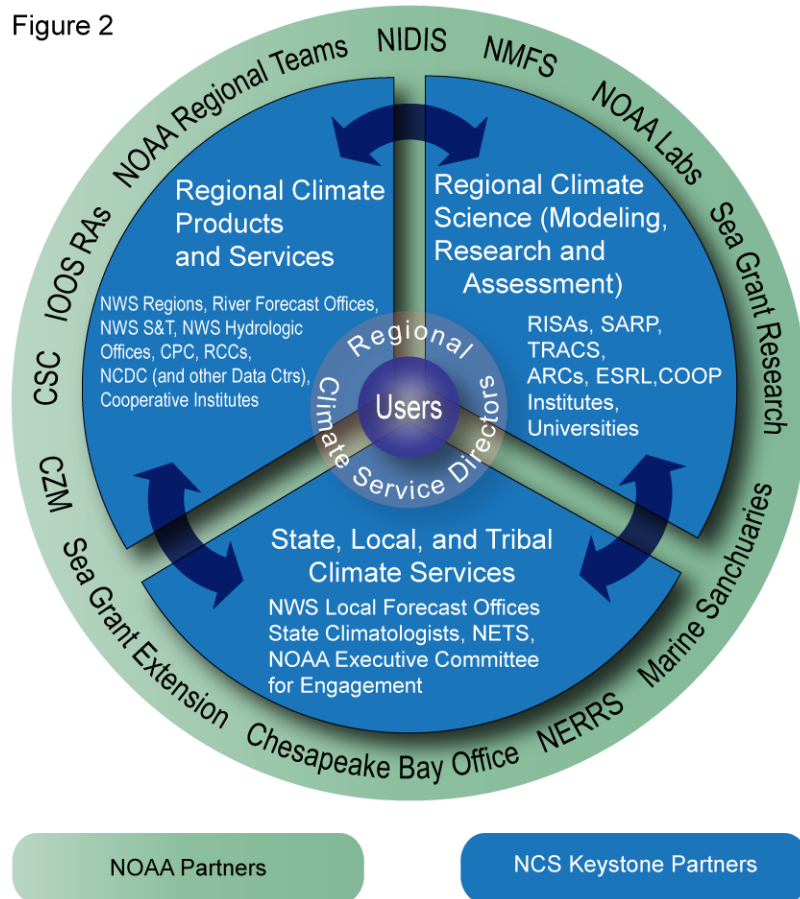 Figure 2
NOAA Regional Teams
NIDIS
NMFS
NOAA Labs
Sea Grant Research
Marine Sanchuaries
NERRS
Chesapeake Bay Office
Sea Grant Extension
CZM
CSC
IOOS RAs
Regional Climate
Products
and Services
NWS Regions, River Forecast Offices,
NWS S&T, NWS Hydrologic
Offices, CPC, RCCs,
NCDC (and other Data Ctrs),
Cooperative Institutes
Regional Climate
Science (Modeling,
Research and
Assessment)
RISAs, SARP,
TRACS,
ARCs, ESRL,COOP
Institutes,
Universities
Regional
Climate Service Directors
Users
State, Local, and Tribal
Climate Services
NWS Local Forecast Offices
State Climatologists, NETS,
NOAA Executive Committee
for Engagement
NOAA Partners
NCS Keystone Partners